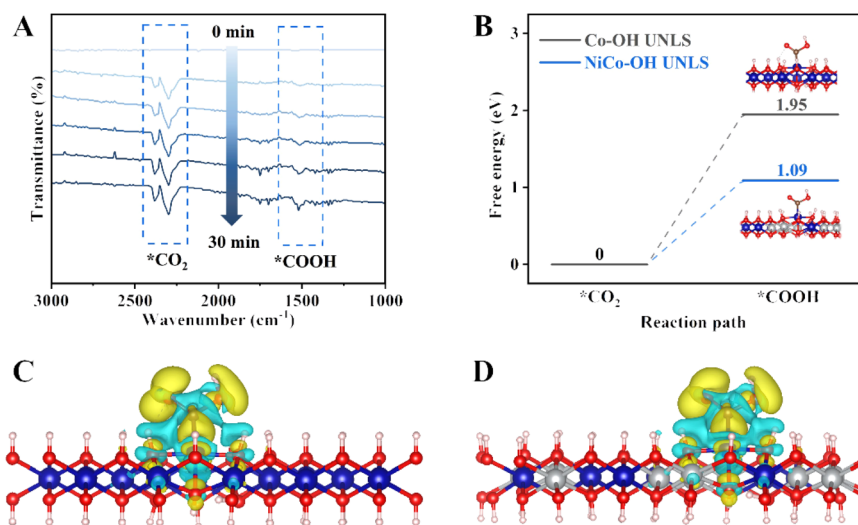 A
0 min
30 min
*CO₂
*COOH
Transmittance (%)
3000
2500
2000
1500
1000
Wavenumber (cm⁻¹)
B
Co-OH UNLS
NiCo-OH UNLS
3
2
1
0
Free energy (eV)
1.95
1.09
0
*CO₂
*COOH
Reaction path
C
D